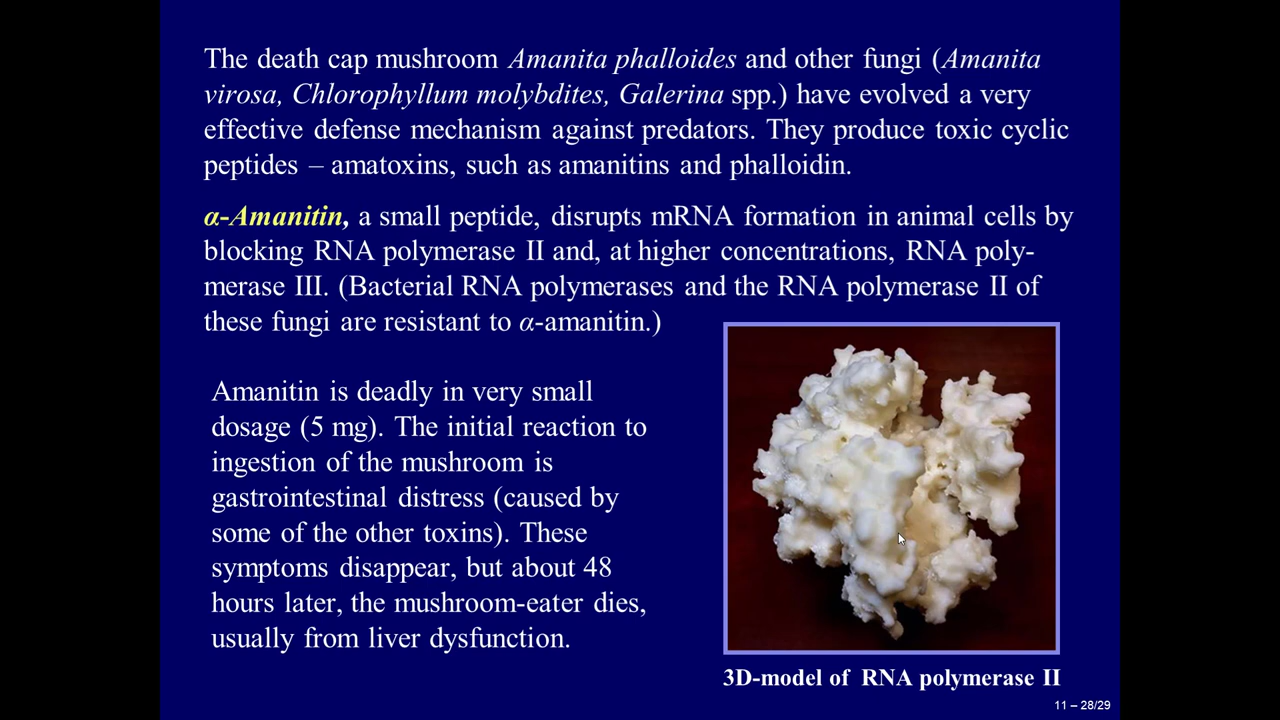 The death cap mushroom Amanita phalloides and other fungi (Amanita
virosa, Chlorophyllum molybdites, Galerina spp.) have evolved a very
effective defense mechanism against predators. They produce toxic cyclic
peptides – amatoxins, such as amanitins and phalloidin.
α-Amanitin, a small peptide, disrupts mRNA formation in animal cells by
blocking RNA polymerase II and, at higher concentrations, RNA poly-
merase III. (Bacterial RNA polymerases and the RNA polymerase II of
these fungi are resistant to α-amanitin.)
Amanitin is deadly in very small
dosage (5 mg). The initial reaction to
ingestion of the mushroom is
gastrointestinal distress (caused by
some of the other toxins). These
symptoms disappear, but about 48
hours later, the mushroom-eater dies,
usually from liver dysfunction.
3D-model of RNA polymerase II
11 – 28/29